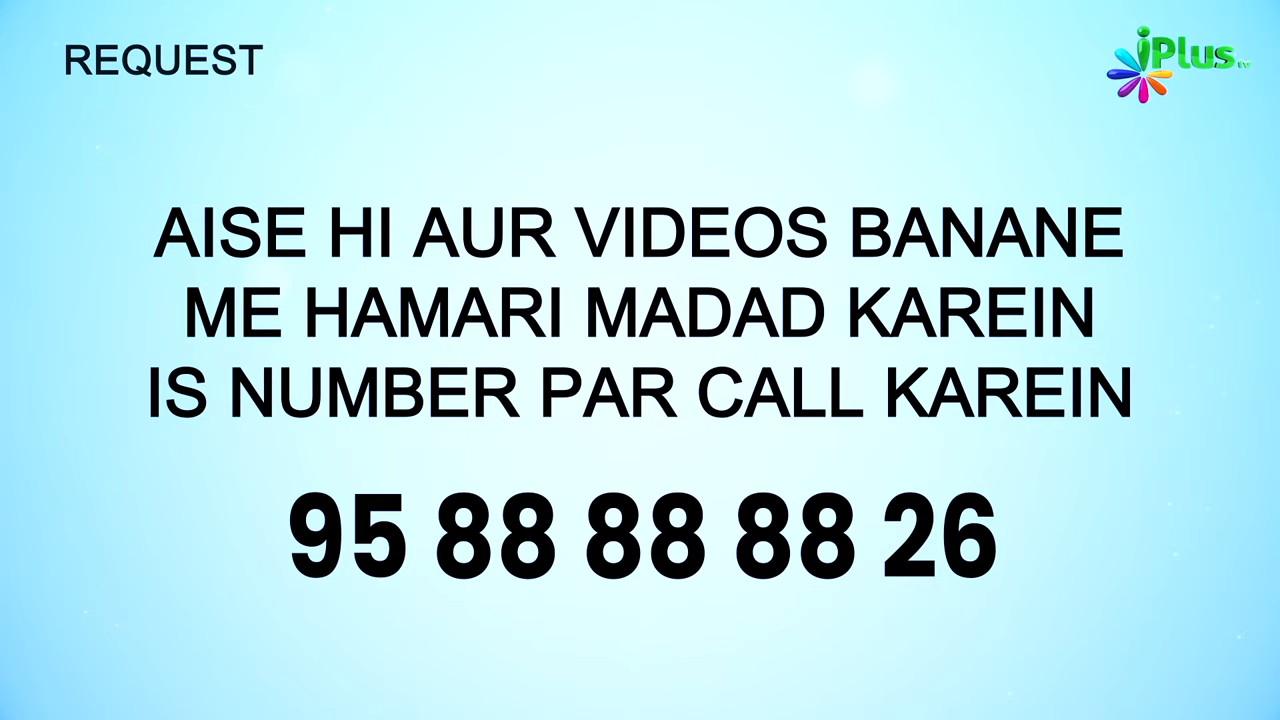 REQUEST
iPlus
AISE HI AUR VIDEOS BANANE
ME HAMARI MADAD KAREIN
IS NUMBER PAR CALL KAREIN
95 88 88 88 26